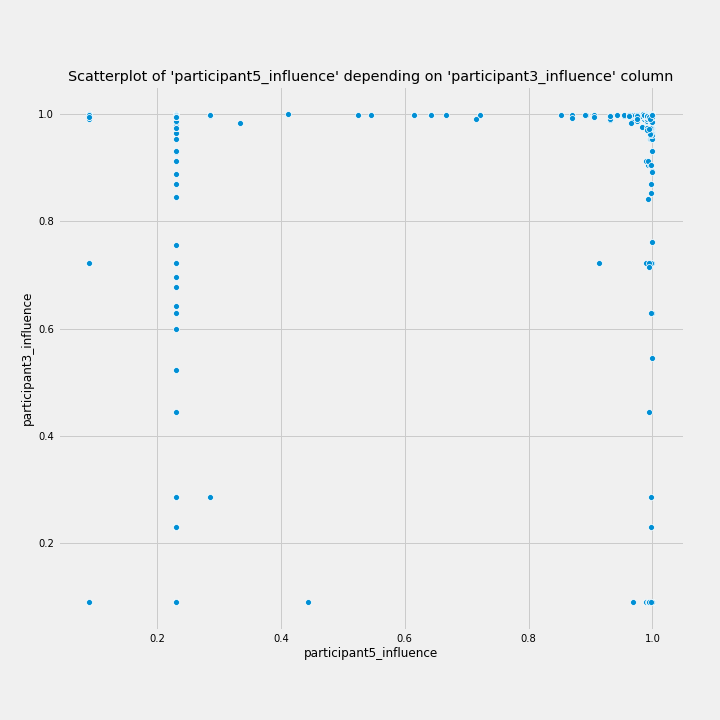 Scatterplot of 'participant5_influence' depending on 'participant3_influence' column
participant3_influence
1.0
0.8
0.6
0.4
0.2
0.2 0.4 0.6 0.8 1.0
participant5_influence